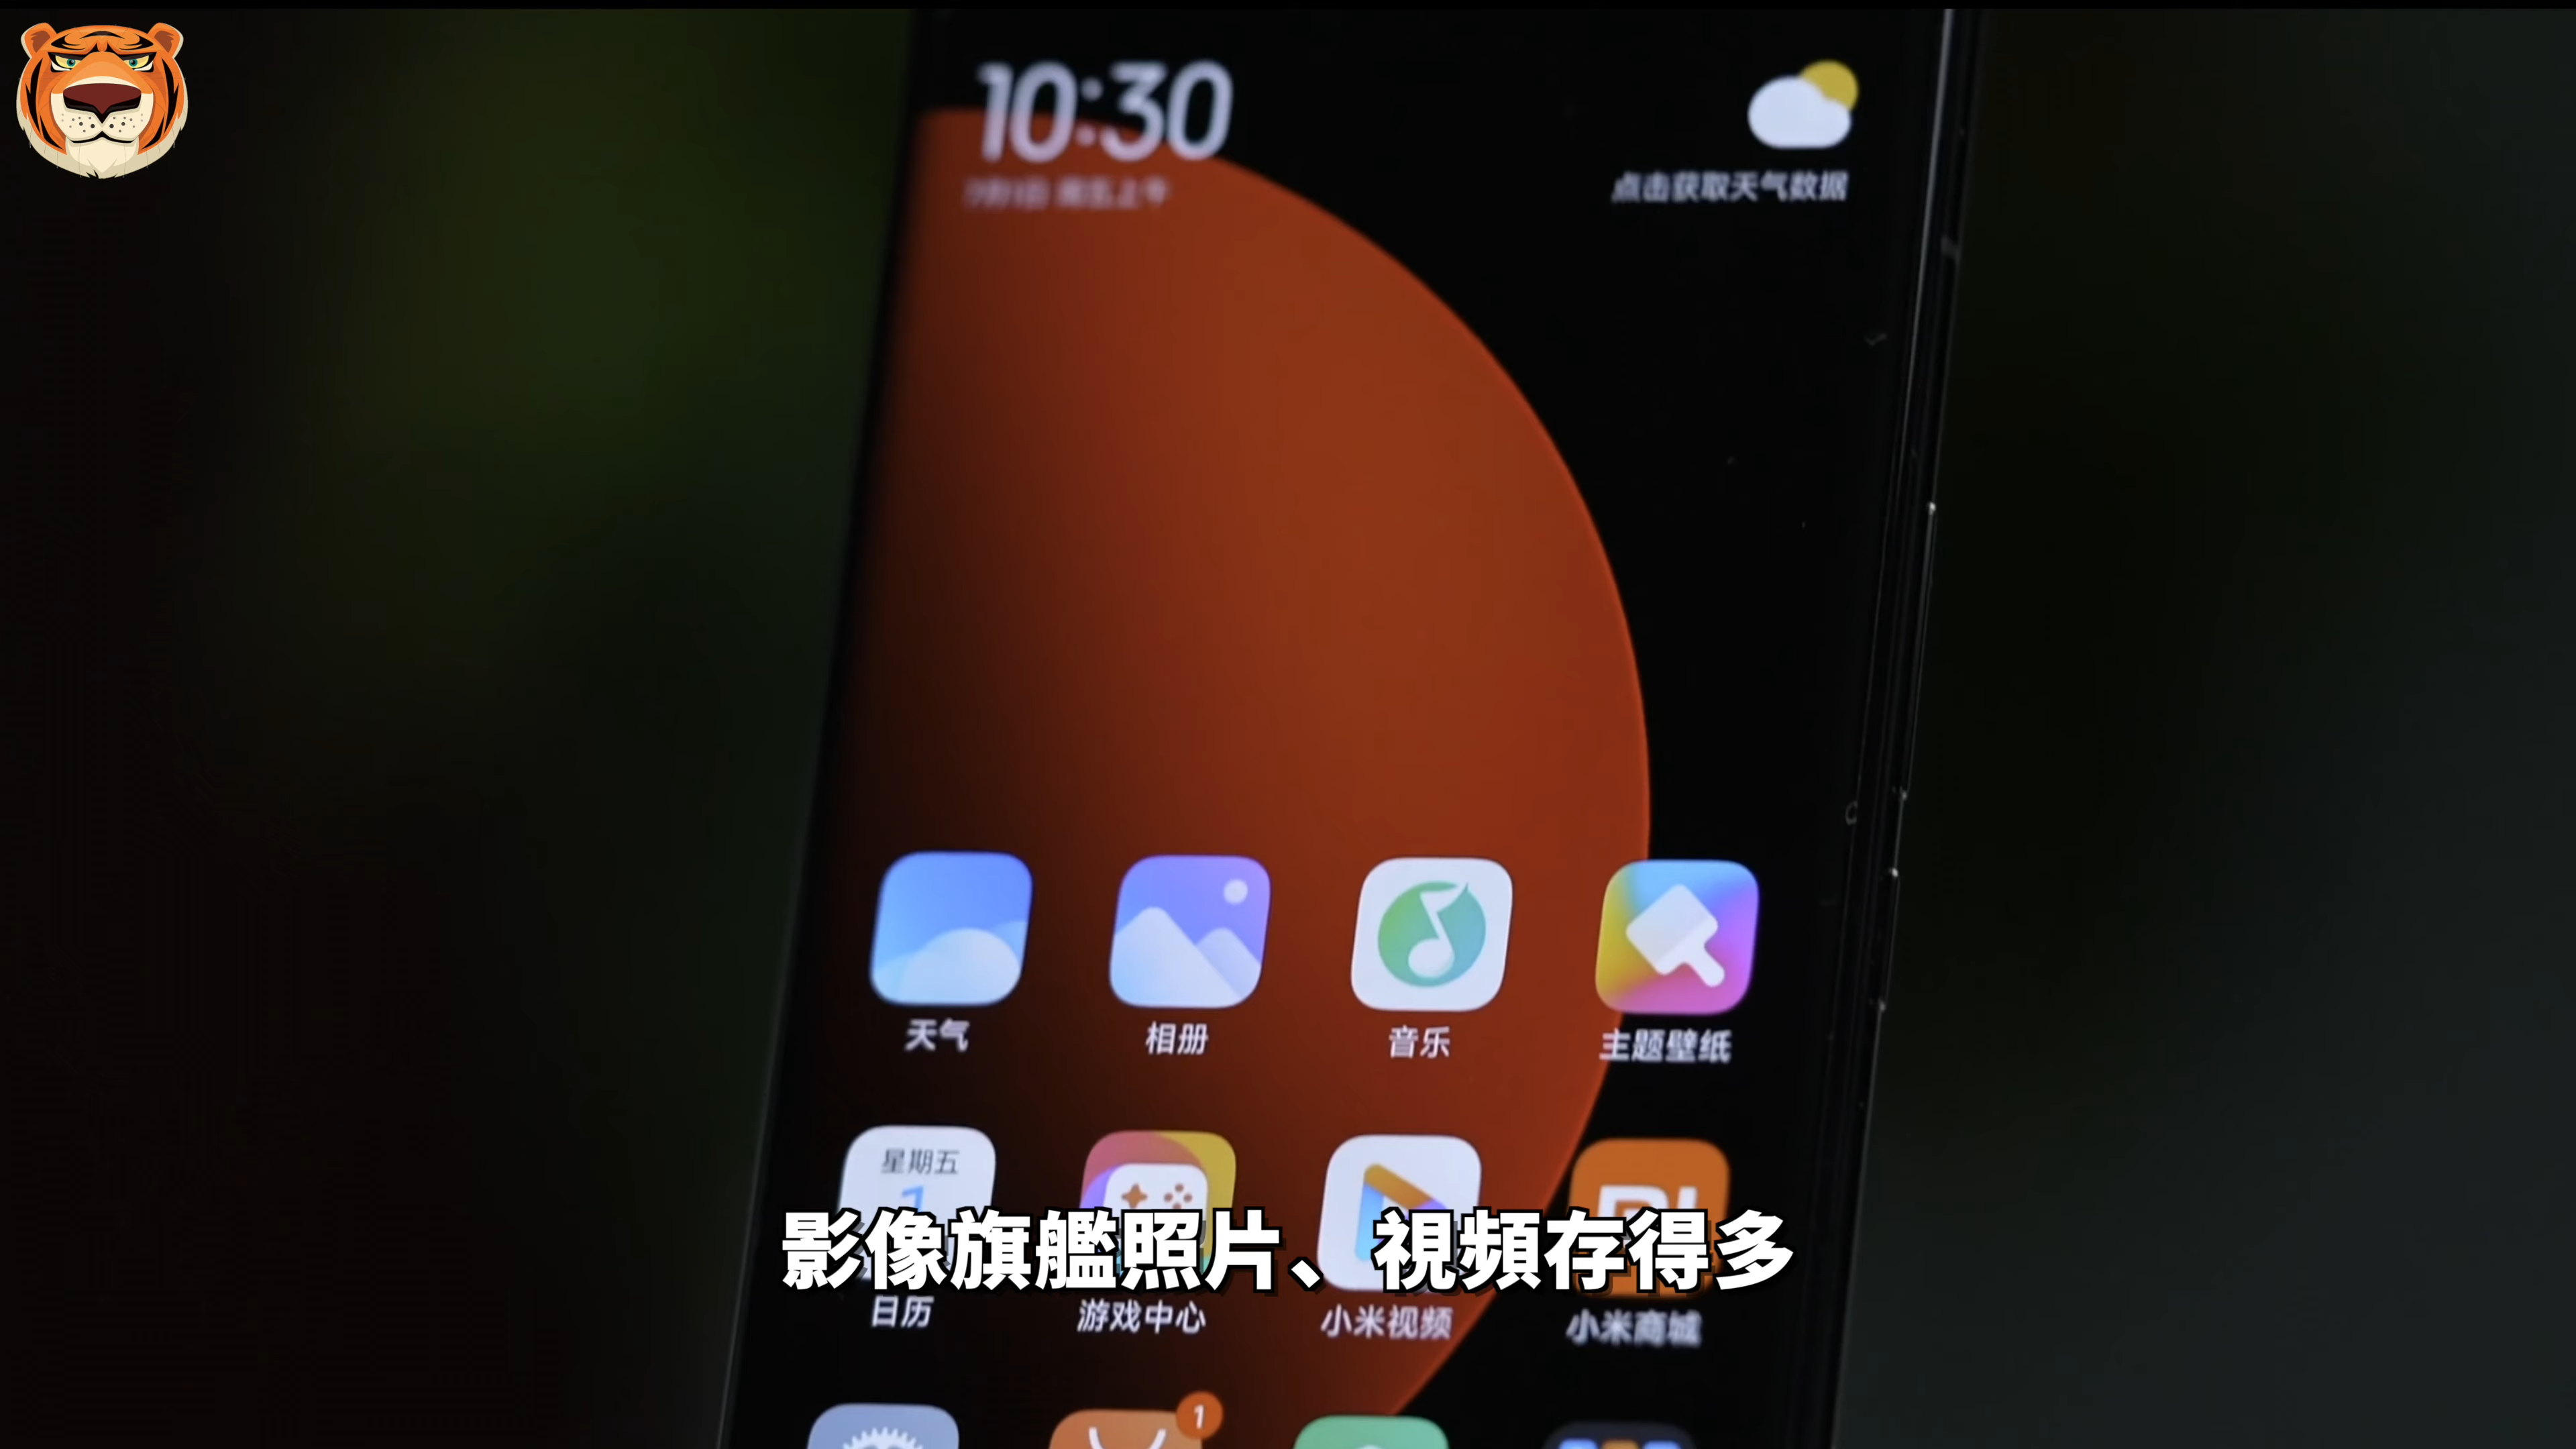 10:30
点击获取天气数据
天气
相册
音乐
主题壁纸
星期五
1
影像旗艦照片、視頻存得多
日历
游戏中心
小米视频
小米商城
1